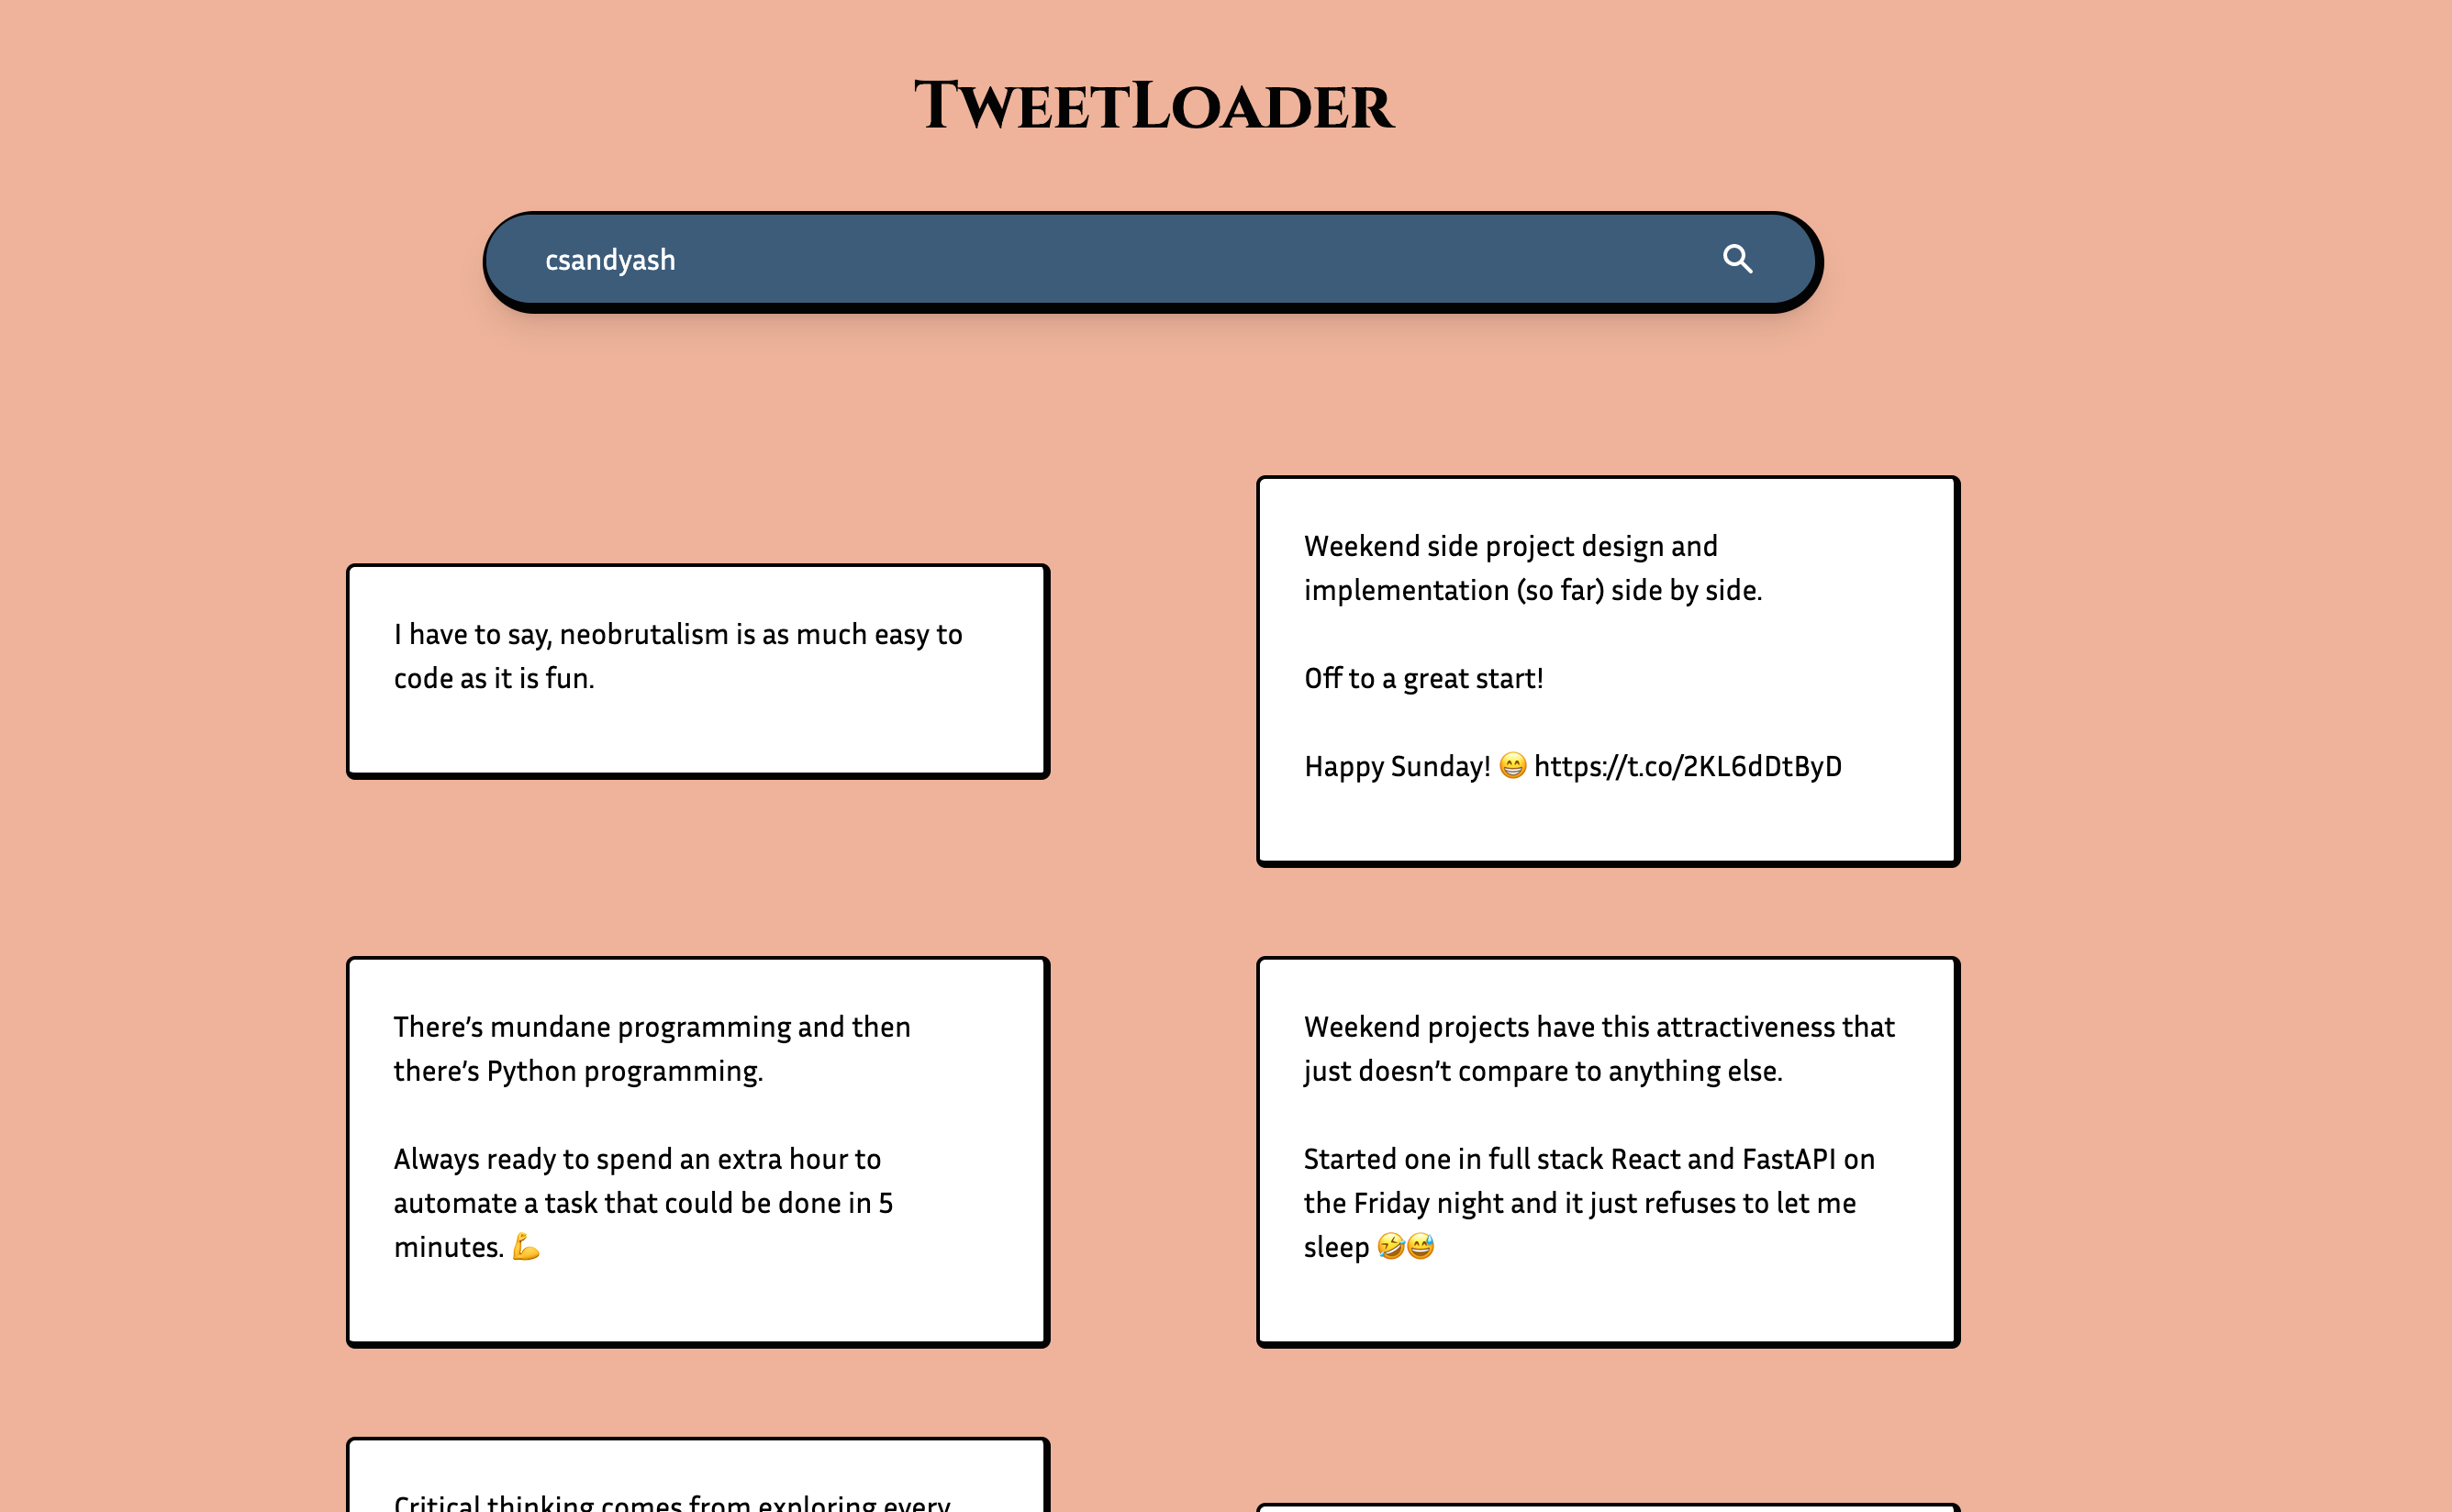 TweetLoader
csandyash
I have to say, neobrutalism is as much easy to
code as it is fun.
Weekend side project design and
implementation (so far) side by side.
Off to a great start!
Happy Sunday! 😁 https://t.co/2KL6dDtByD
There’s mundane programming and then
there’s Python programming.
Always ready to spend an extra hour to
automate a task that could be done in 5
minutes. 💪
Weekend projects have this attractiveness that
just doesn’t compare to anything else.
Started one in full stack React and FastAPI on
the Friday night and it just refuses to let me
sleep 🤣😅
Critical thinking comes from exploring every